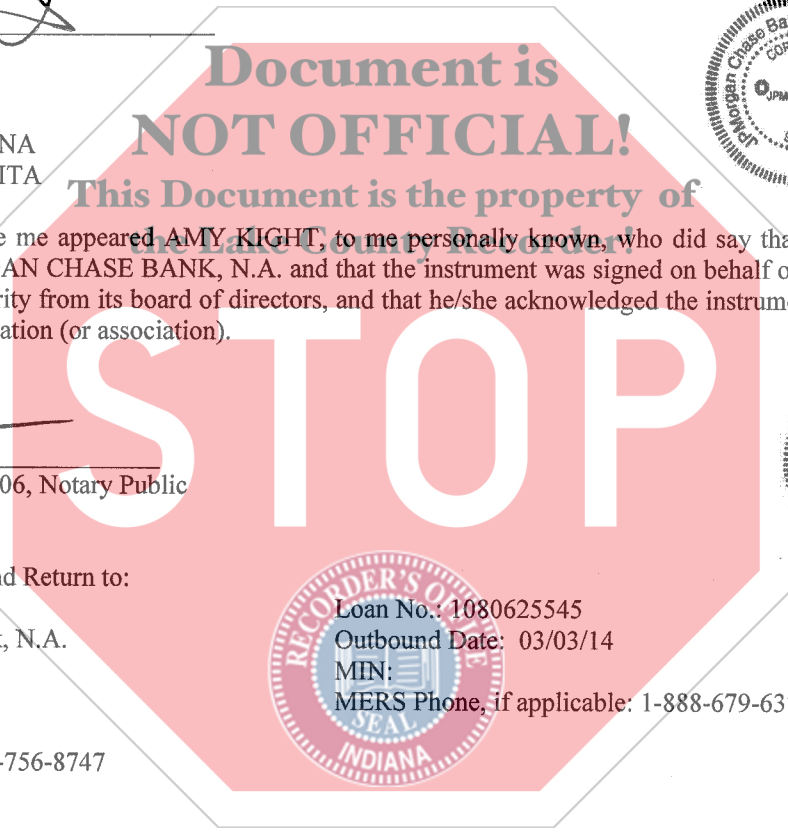 Document is
NOT OFFICIAL!
NA
ITA
This Document is the property of
the Lake County Recorder!
e me appeared AMY KIGHT, to me personally known, who did say tha
AN CHASE BANK, N.A. and that the instrument was signed on behalf o
rity from its board of directors, and that he/she acknowledged the instrume
ation (or association).
STOP
06, Notary Public
d Return to:
, N.A.
-756-8747
Loan No.: 1080625545
Outbound Date: 03/03/14
MIN:
MERS Phone, if applicable: 1-888-679-63
RECORDER'S OFFICE
SEAL
INDIANA
JPMorgan Chase Ba
COR
JPM